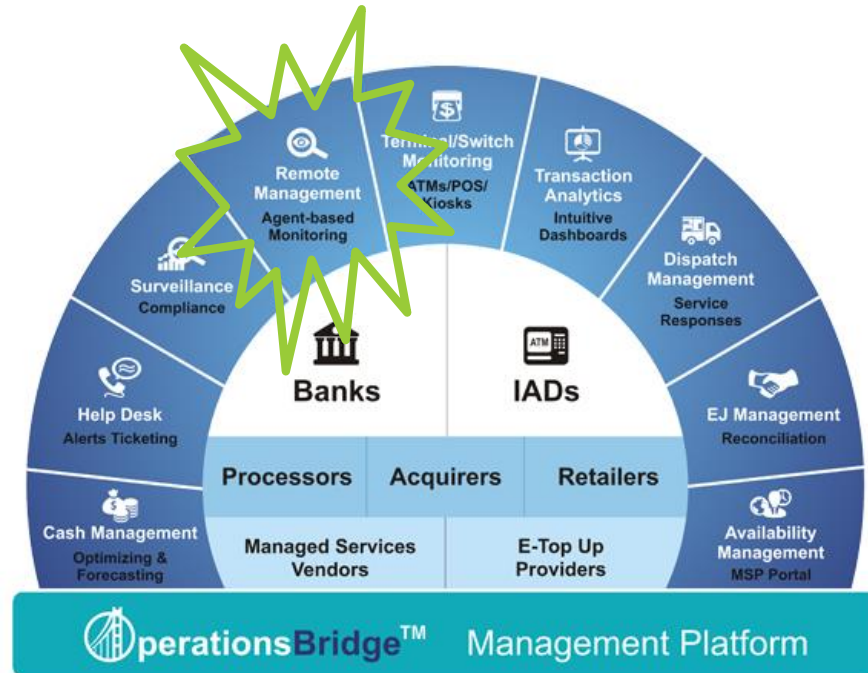 Remote
Management
Agent-based
Monitoring
Terminal/Switch
Monitoring
ATMs/POS/
Kiosks
Transaction
Analytics
Intuitive
Dashboards
Surveillance
Compliance
Dispatch
Management
Service
Responses
Help Desk
Alerts Ticketing
EJ Management
Reconciliation
Cash Management
Optimizing &
Forecasting
Availability
Management
MSP Portal
$
ATM
Banks
IADs
Processors
Acquirers
Retailers
Managed Services
Vendors
E-Top Up
Providers
OperationsBridge™ Management Platform